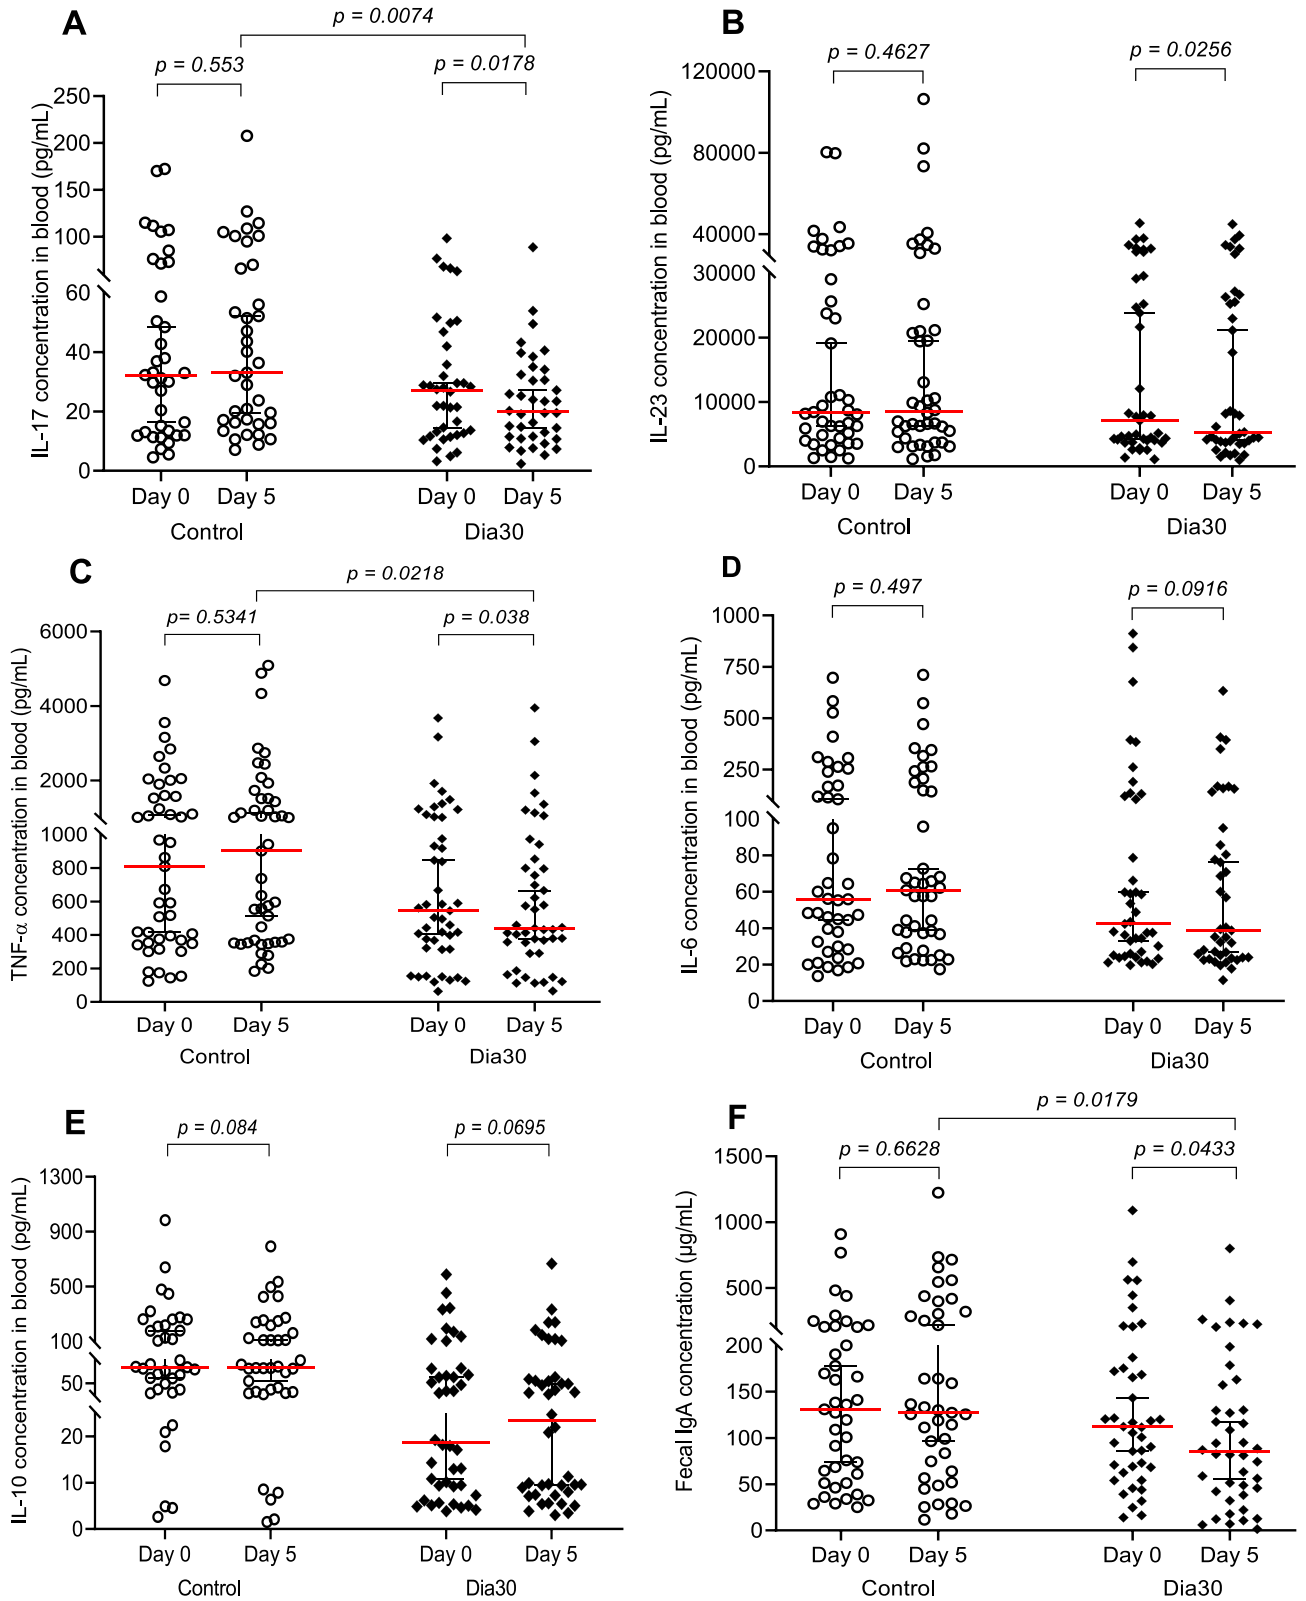 A
p = 0.0074
p = 0.553
p = 0.0178
IL-17 concentration in blood (pg/mL)
250
200
150
100
60
40
20
0
Day 0
Day 5
Day 0
Day 5
Control
Dia30
B
p = 0.4627
p = 0.0256
IL-23 concentration in blood (pg/mL)
120000
80000
40000
30000
20000
10000
0
Day 0
Day 5
Day 0
Day 5
Control
Dia30
C
p = 0.0218
p= 0.5341
p = 0.038
TNF-α concentration in blood (pg/mL)
6000
4000
2000
1000
800
600
400
200
0
Day 0
Day 5
Day 0
Day 5
Control
Dia30
D
p = 0.497
p = 0.0916
IL-6 concentration in blood (pg/mL)
1000
750
500
250
100
80
60
40
20
0
Day 0
Day 5
Day 0
Day 5
Control
Dia30
E
p = 0.084
p = 0.0695
IL-10 concentration in blood (pg/mL)
1300
900
500
100
50
20
10
0
Day 0
Day 5
Day 0
Day 5
Control
Dia30
F
p = 0.0179
p = 0.6628
p = 0.0433
Fecal IgA concentration (µg/mL)
1500
1000
500
200
150
100
50
0
Day 0
Day 5
Day 0
Day 5
Control
Dia30